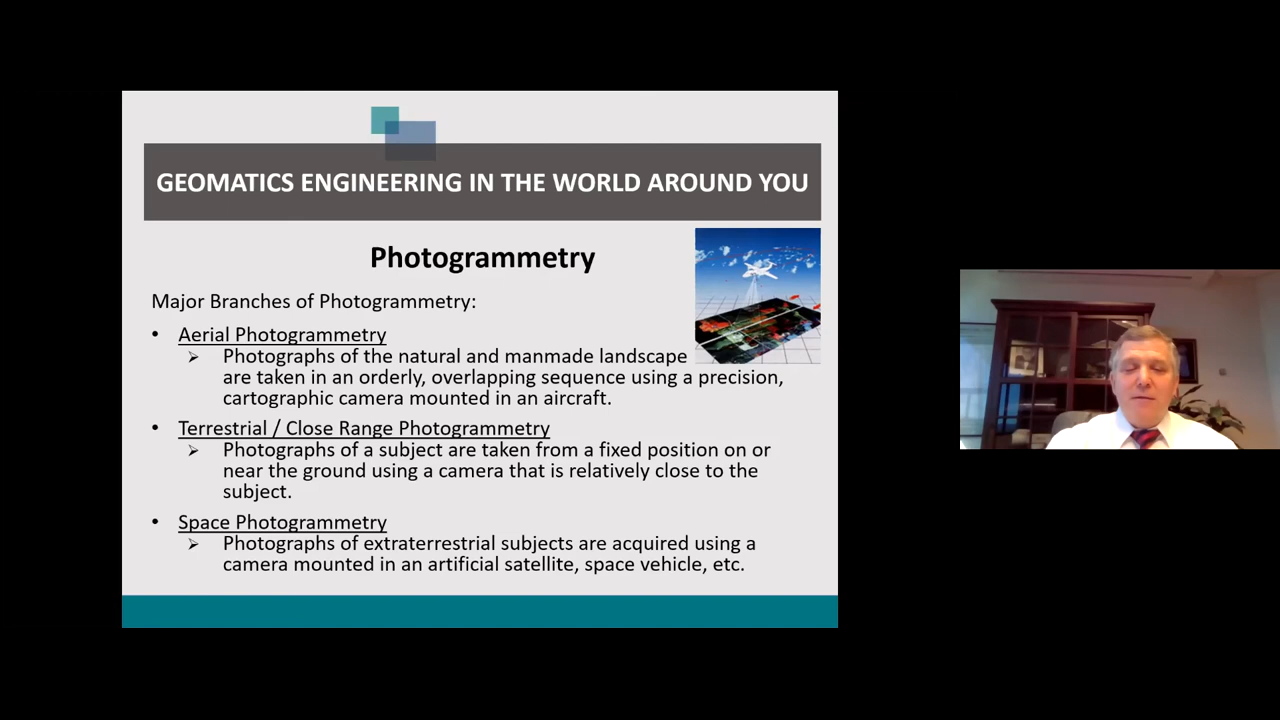 GEOMATICS ENGINEERING IN THE WORLD AROUND YOU
Photogrammetry
Major Branches of Photogrammetry:
• Aerial Photogrammetry
➢ Photographs of the natural and manmade landscape
are taken in an orderly, overlapping sequence using a precision,
cartographic camera mounted in an aircraft.
• Terrestrial / Close Range Photogrammetry
➢ Photographs of a subject are taken from a fixed position on or
near the ground using a camera that is relatively close to the
subject.
• Space Photogrammetry
➢ Photographs of extraterrestrial subjects are acquired using a
camera mounted in an artificial satellite, space vehicle, etc.